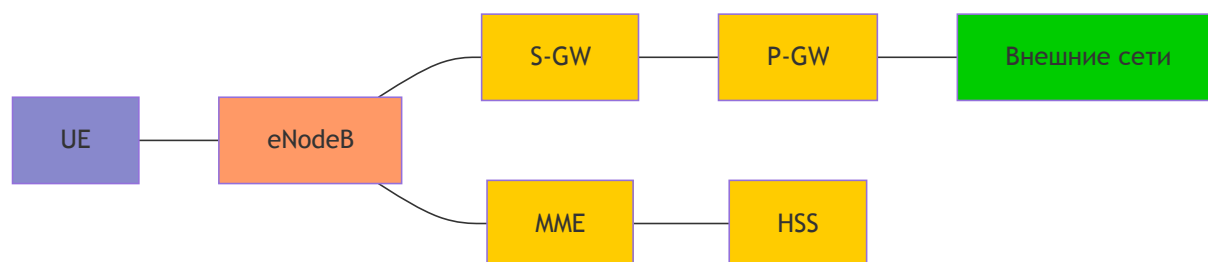 S-GW
P-GW
Внешние сети
UE
eNodeB
MME
HSS